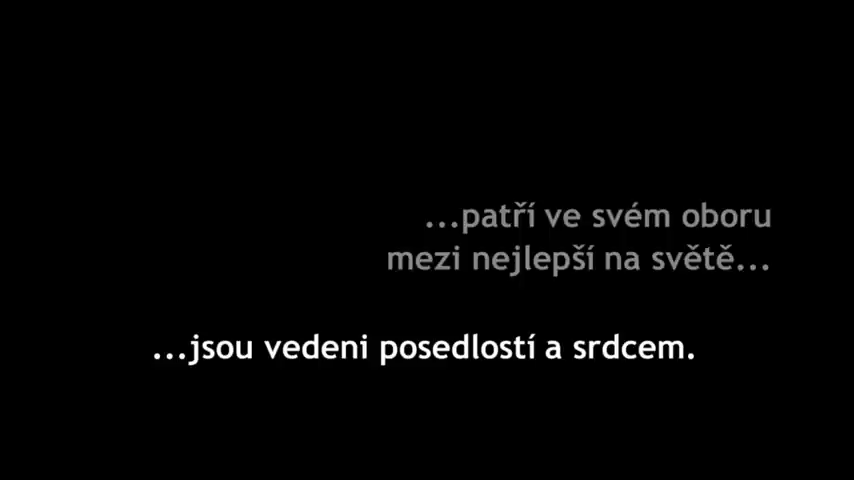 ...patří ve svém oboru
mezi nejlepší na světě...
...jsou vedeni posedlostí a srdcem.